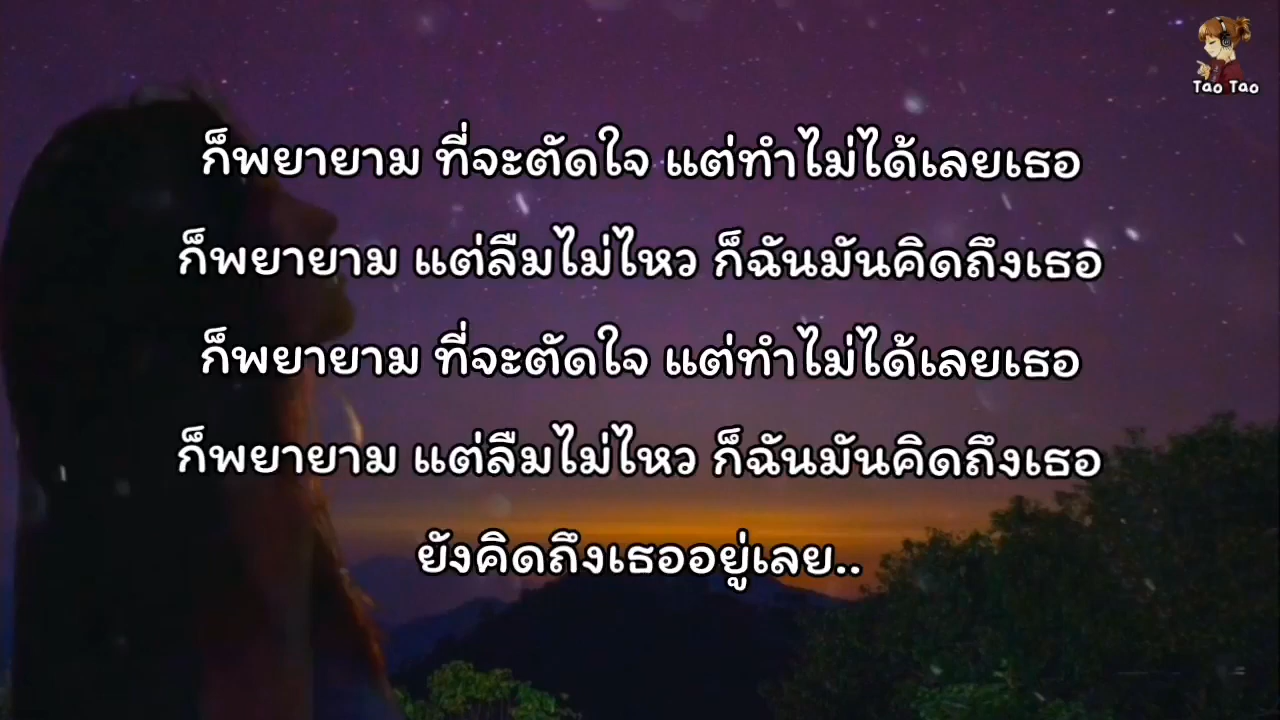 Tao Tao
ก็พยายาม ที่จะตัดใจ แต่ทำไม่ได้เลยเธอ
ก็พยายาม แต่ลืมไม่ไหว ก็ฉันมันคิดถึงเธอ
ก็พยายาม ที่จะตัดใจ แต่ทำไม่ได้เลยเธอ
ก็พยายาม แต่ลืมไม่ไหว ก็ฉันมันคิดถึงเธอ
ยังคิดถึงเธออยู่เลย..